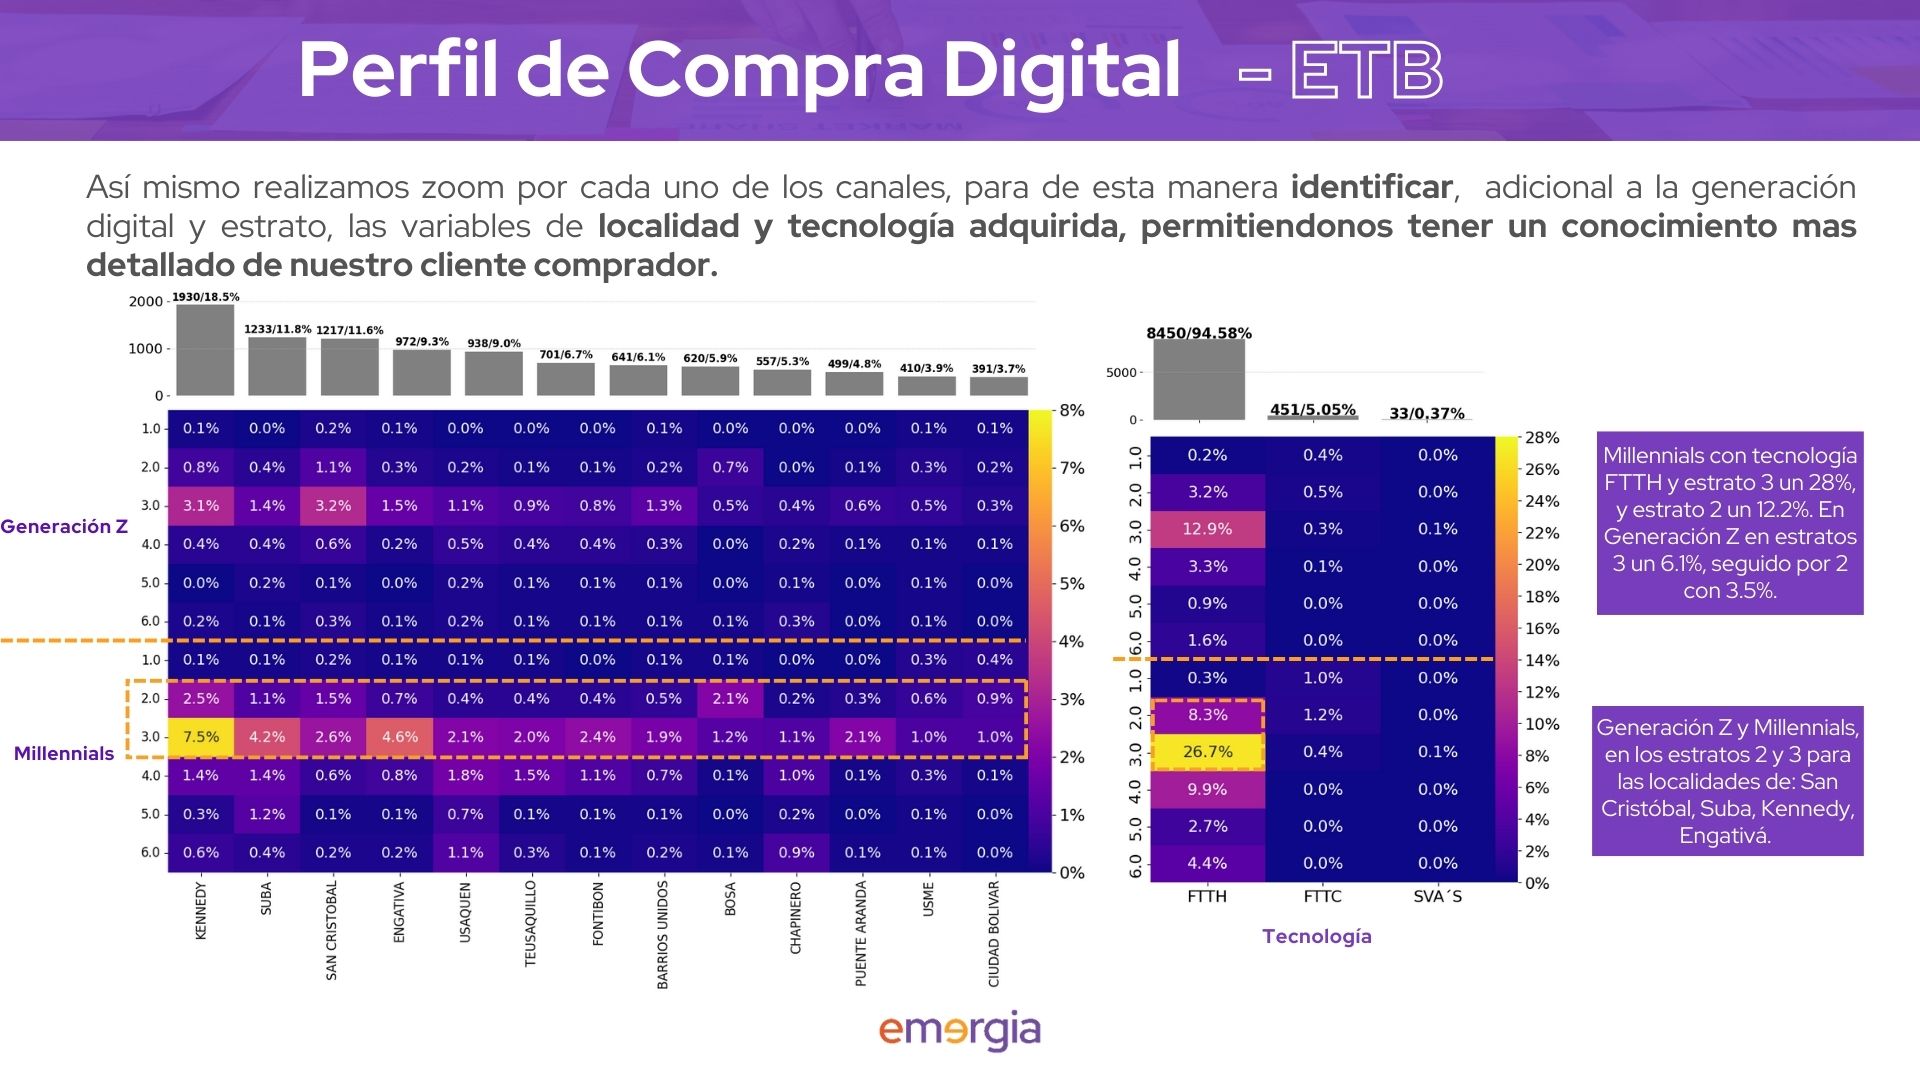 Perfil de Compra Digital - ETB
Así mismo realizamos zoom por cada uno de los canales, para de esta manera identificar, adicional a la generación
digital y estrato, las variables de localidad y tecnología adquirida, permitiendonos tener un conocimiento mas
detallado de nuestro cliente comprador.
2000
1000
0
1930/18.5%
1233/11.8%
1217/11.6%
972/9.3%
938/9.0%
701/6.7%
641/6.1%
620/5.9%
557/5.3%
499/4.8%
410/3.9%
391/3.7%
Generación Z
1.0 0.1% 0.0% 0.2% 0.1% 0.0% 0.0% 0.0% 0.1% 0.0% 0.0% 0.0% 0.1% 0.1%
2.0 0.8% 0.4% 1.1% 0.3% 0.2% 0.1% 0.1% 0.2% 0.7% 0.0% 0.1% 0.3% 0.2%
3.0 3.1% 1.4% 3.2% 1.5% 1.1% 0.9% 0.8% 1.3% 0.5% 0.4% 0.6% 0.5% 0.3%
4.0 0.4% 0.4% 0.6% 0.2% 0.5% 0.4% 0.4% 0.3% 0.0% 0.2% 0.1% 0.1% 0.1%
5.0 0.0% 0.2% 0.1% 0.0% 0.2% 0.1% 0.1% 0.1% 0.0% 0.1% 0.0% 0.1% 0.0%
6.0 0.2% 0.1% 0.3% 0.1% 0.2% 0.1% 0.1% 0.1% 0.1% 0.3% 0.0% 0.1% 0.0%
Millennials
1.0 0.1% 0.1% 0.2% 0.1% 0.1% 0.1% 0.0% 0.1% 0.1% 0.0% 0.0% 0.3% 0.4%
2.0 2.5% 1.1% 1.5% 0.7% 0.4% 0.4% 0.4% 0.5% 2.1% 0.2% 0.3% 0.6% 0.9%
3.0 7.5% 4.2% 2.6% 4.6% 2.1% 2.0% 2.4% 1.9% 1.2% 1.1% 2.1% 1.0% 1.0%
4.0 1.4% 1.4% 0.6% 0.8% 1.8% 1.5% 1.1% 0.7% 0.1% 1.0% 0.1% 0.3% 0.1%
5.0 0.3% 1.2% 0.1% 0.1% 0.7% 0.1% 0.1% 0.1% 0.0% 0.2% 0.0% 0.1% 0.0%
6.0 0.6% 0.4% 0.2% 0.2% 1.1% 0.3% 0.1% 0.2% 0.1% 0.9% 0.1% 0.1% 0.0%
KENNEDY
SUBA
SAN CRISTOBAL
ENGATIVA
USAQUEN
TEUSAQUILLO
FONTIBON
BARRIOS UNIDOS
BOSA
CHAPINERO
PUENTE ARANDA
USME
CIUDAD BOLIVAR
8%
7%
6%
5%
4%
3%
2%
1%
0%
5000
0
8450/94.58%
451/5.05%
33/0.37%
1.0 0.2% 0.4% 0.0%
2.0 3.2% 0.5% 0.0%
3.0 12.9% 0.3% 0.1%
4.0 3.3% 0.1% 0.0%
5.0 0.9% 0.0% 0.0%
6.0 1.6% 0.0% 0.0%
1.0 0.3% 1.0% 0.0%
2.0 8.3% 1.2% 0.0%
3.0 26.7% 0.4% 0.1%
4.0 9.9% 0.0% 0.0%
5.0 2.7% 0.0% 0.0%
6.0 4.4% 0.0% 0.0%
FTTH FTTC SVA´S
Tecnología
28%
26%
24%
22%
20%
18%
16%
14%
12%
10%
8%
6%
4%
2%
0%
Millennials con tecnología
FTTH y estrato 3 un 28%,
y estrato 2 un 12.2%. En
Generación Z en estratos
3 un 6.1%, seguido por 2
con 3.5%.
Generación Z y Millennials,
en los estratos 2 y 3 para
las localidades de: San
Cristóbal, Suba, Kennedy,
Engativá.
emergia